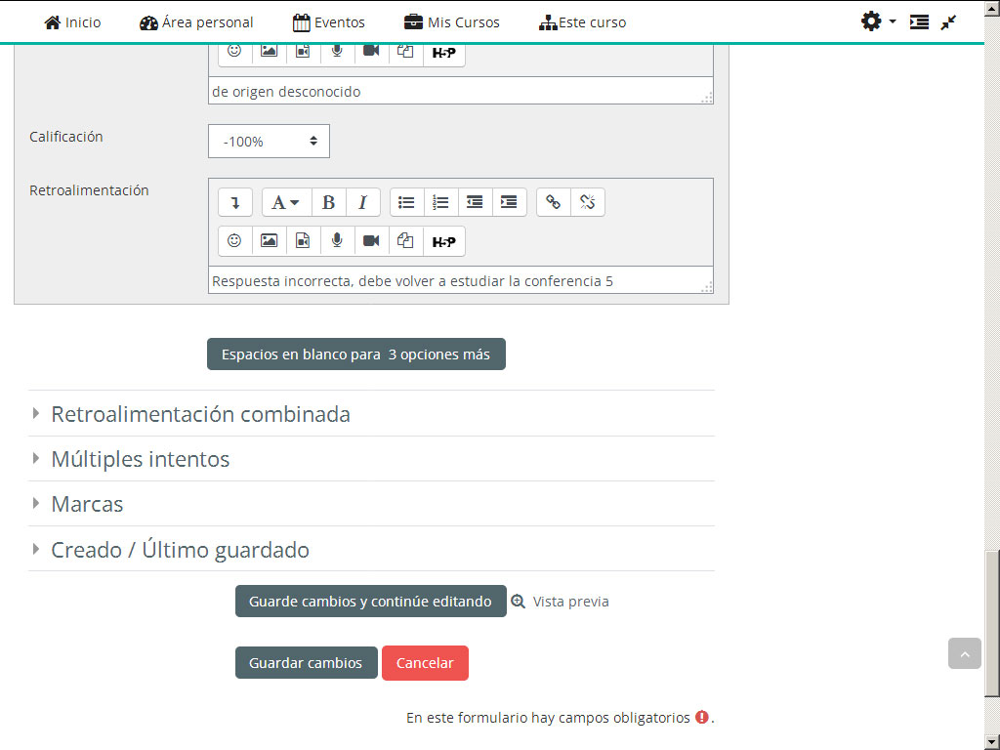 Inicio Área personal Eventos Mis Cursos Este curso
H5P
de origen desconocido
Calificación
-100%
Retroalimentación
A B I
H5P
Respuesta incorrecta, debe volver a estudiar la conferencia 5
Espacios en blanco para 3 opciones más
Retroalimentación combinada
Múltiples intentos
Marcas
Creado / Último guardado
Guarde cambios y continúe editando Vista previa
Guardar cambios Cancelar
En este formulario hay campos obligatorios .